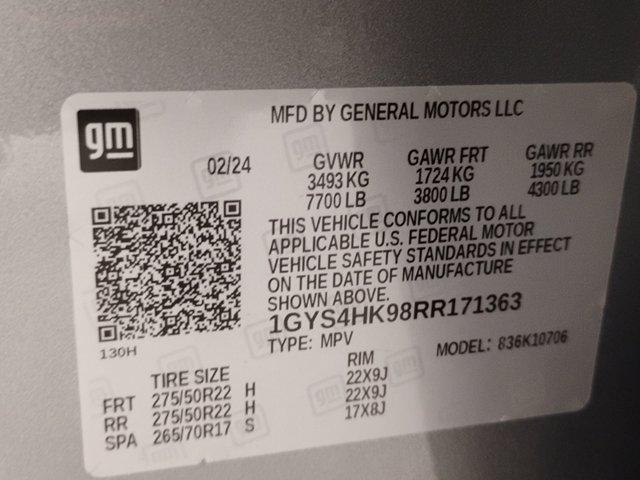 gm
MFD BY GENERAL MOTORS LLC
02/24
GVWR GAWR FRT GAWR RR
3493 KG 1724 KG 1950 KG
7700 LB 3800 LB 4300 LB
THIS VEHICLE CONFORMS TO ALL
APPLICABLE U.S. FEDERAL MOTOR
VEHICLE SAFETY STANDARDS IN EFFECT
ON THE DATE OF MANUFACTURE
SHOWN ABOVE.
1GYS4HK98RR171363
130H
TYPE: MPV MODEL: 836K10706
TIRE SIZE RIM
FRT 275/50R22 H 22X9J
RR 275/50R22 H 22X9J
SPA 265/70R17 S 17X8J